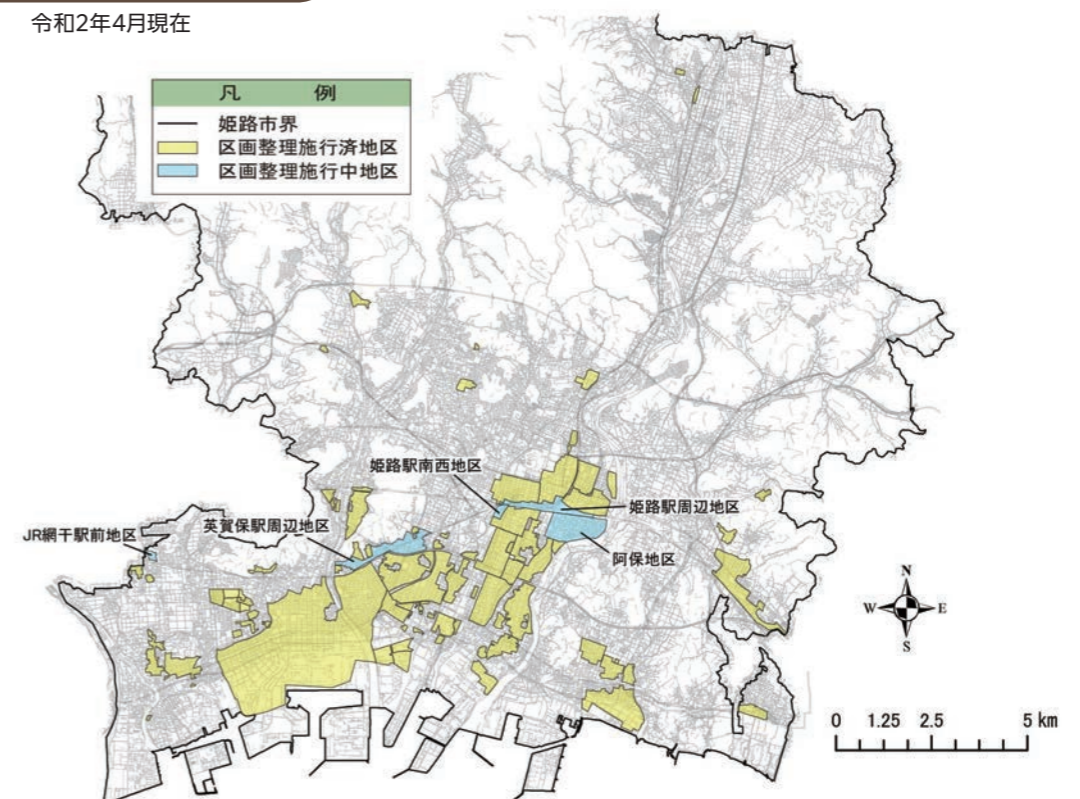 令和2年4月現在
凡　例
姫路市界
区画整理施行済地区
区画整理施行中地区
姫路駅南西地区
姫路駅周辺地区
英賀保駅周辺地区
JR網干駅前地区
阿保地区
N
W
E
S
0 1.25 2.5 5 km